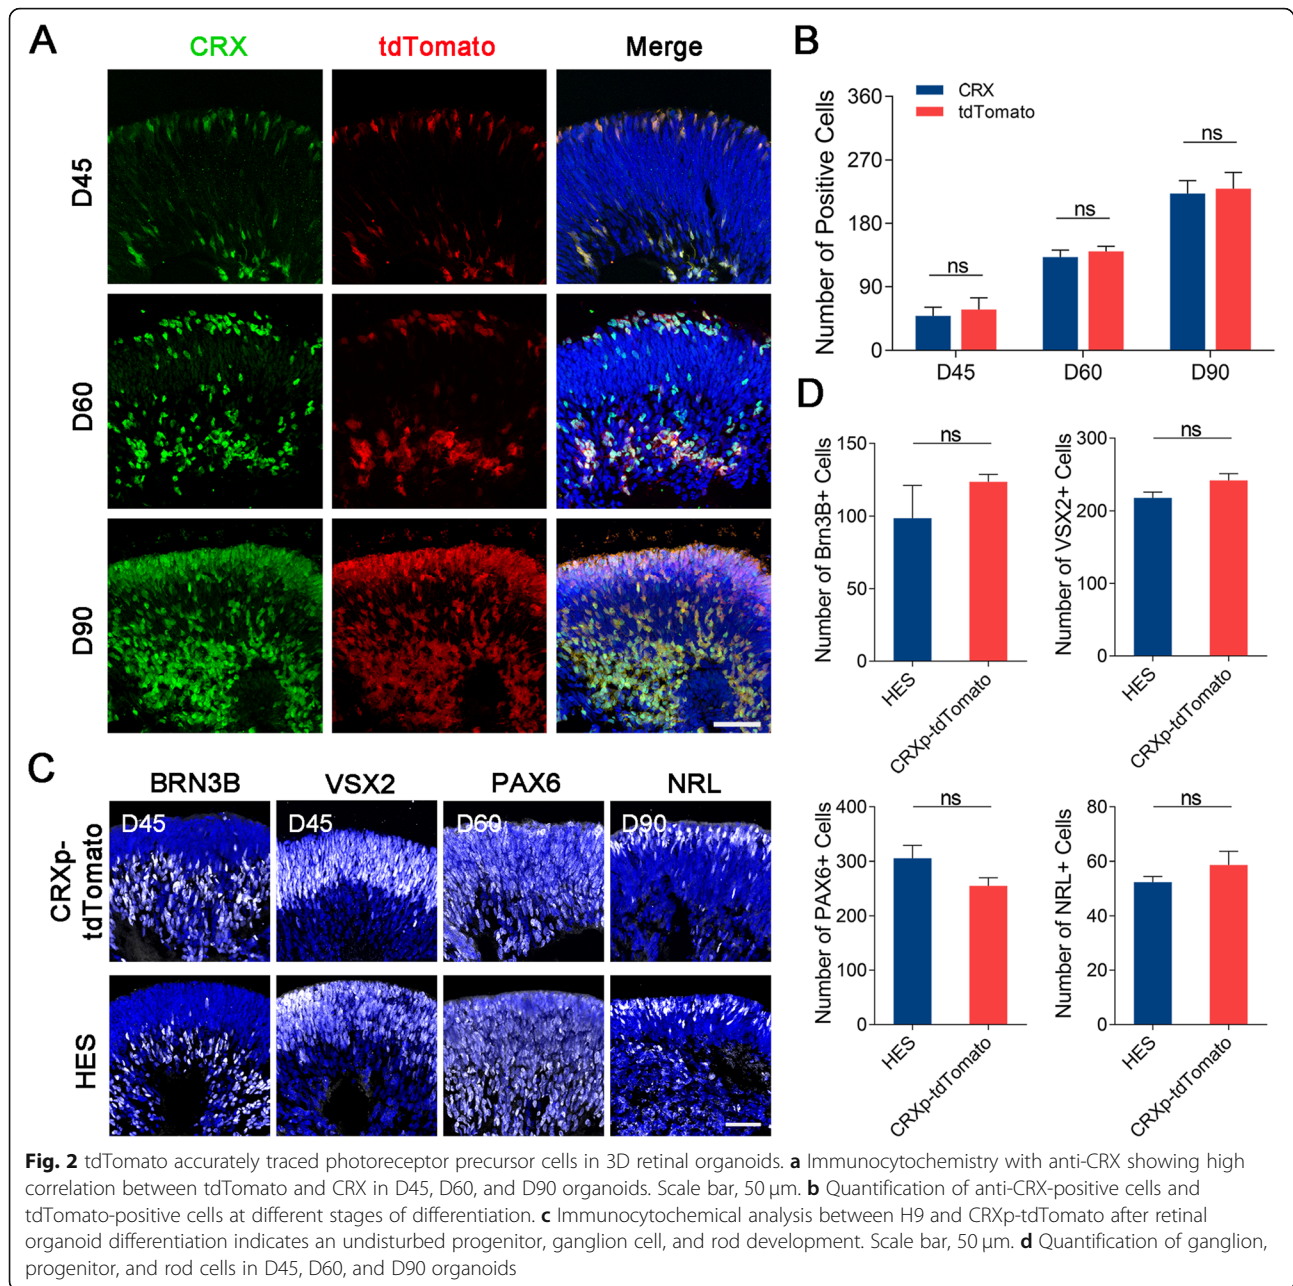 A
CRX
tdTomato
Merge
D45
D60
D90
B
CRX
tdTomato
Number of Positive Cells
360
270
180
90
0
ns
ns
ns
D45
D60
D90
C
BRN3B
VSX2
PAX6
NRL
CRXp-
tdTomato
D45
D45
D60
D90
HES
D
Number of Brn3B+ Cells
150
100
50
0
ns
HES
CRXp-tdTomato
Number of VSX2+ Cells
300
200
100
0
ns
HES
CRXp-tdTomato
Number of PAX6+ Cells
400
300
200
100
0
ns
HES
CRXp-tdTomato
Number of NRL+ Cells
80
60
40
20
0
ns
HES
CRXp-tdTomato
Fig. 2 tdTomato accurately traced photoreceptor precursor cells in 3D retinal organoids. a Immunocytochemistry with anti-CRX showing high
correlation between tdTomato and CRX in D45, D60, and D90 organoids. Scale bar, 50 μm. b Quantification of anti-CRX-positive cells and
tdTomato-positive cells at different stages of differentiation. c Immunocytochemical analysis between H9 and CRXp-tdTomato after retinal
organoid differentiation indicates an undisturbed progenitor, ganglion cell, and rod development. Scale bar, 50 μm. d Quantification of ganglion,
progenitor, and rod cells in D45, D60, and D90 organoids